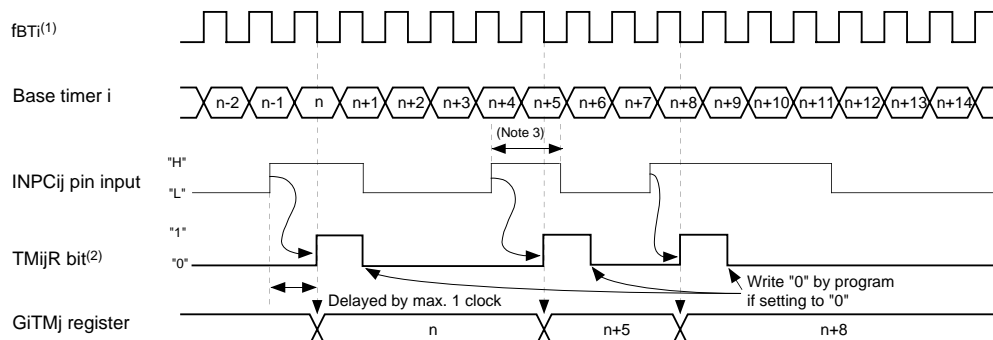 fBTi(1)
Base timer i
n-2 n-1 n n+1 n+2 n+3 n+4 n+5 n+6 n+7 n+8 n+9 n+10 n+11 n+12 n+13 n+14
(Note 3)
"H"
INPCij pin input
"L"
"1"
TMijR bit(2)
"0"
Write "0" by program
if setting to "0"
Delayed by max. 1 clock
GiTMj register
n n+5 n+8